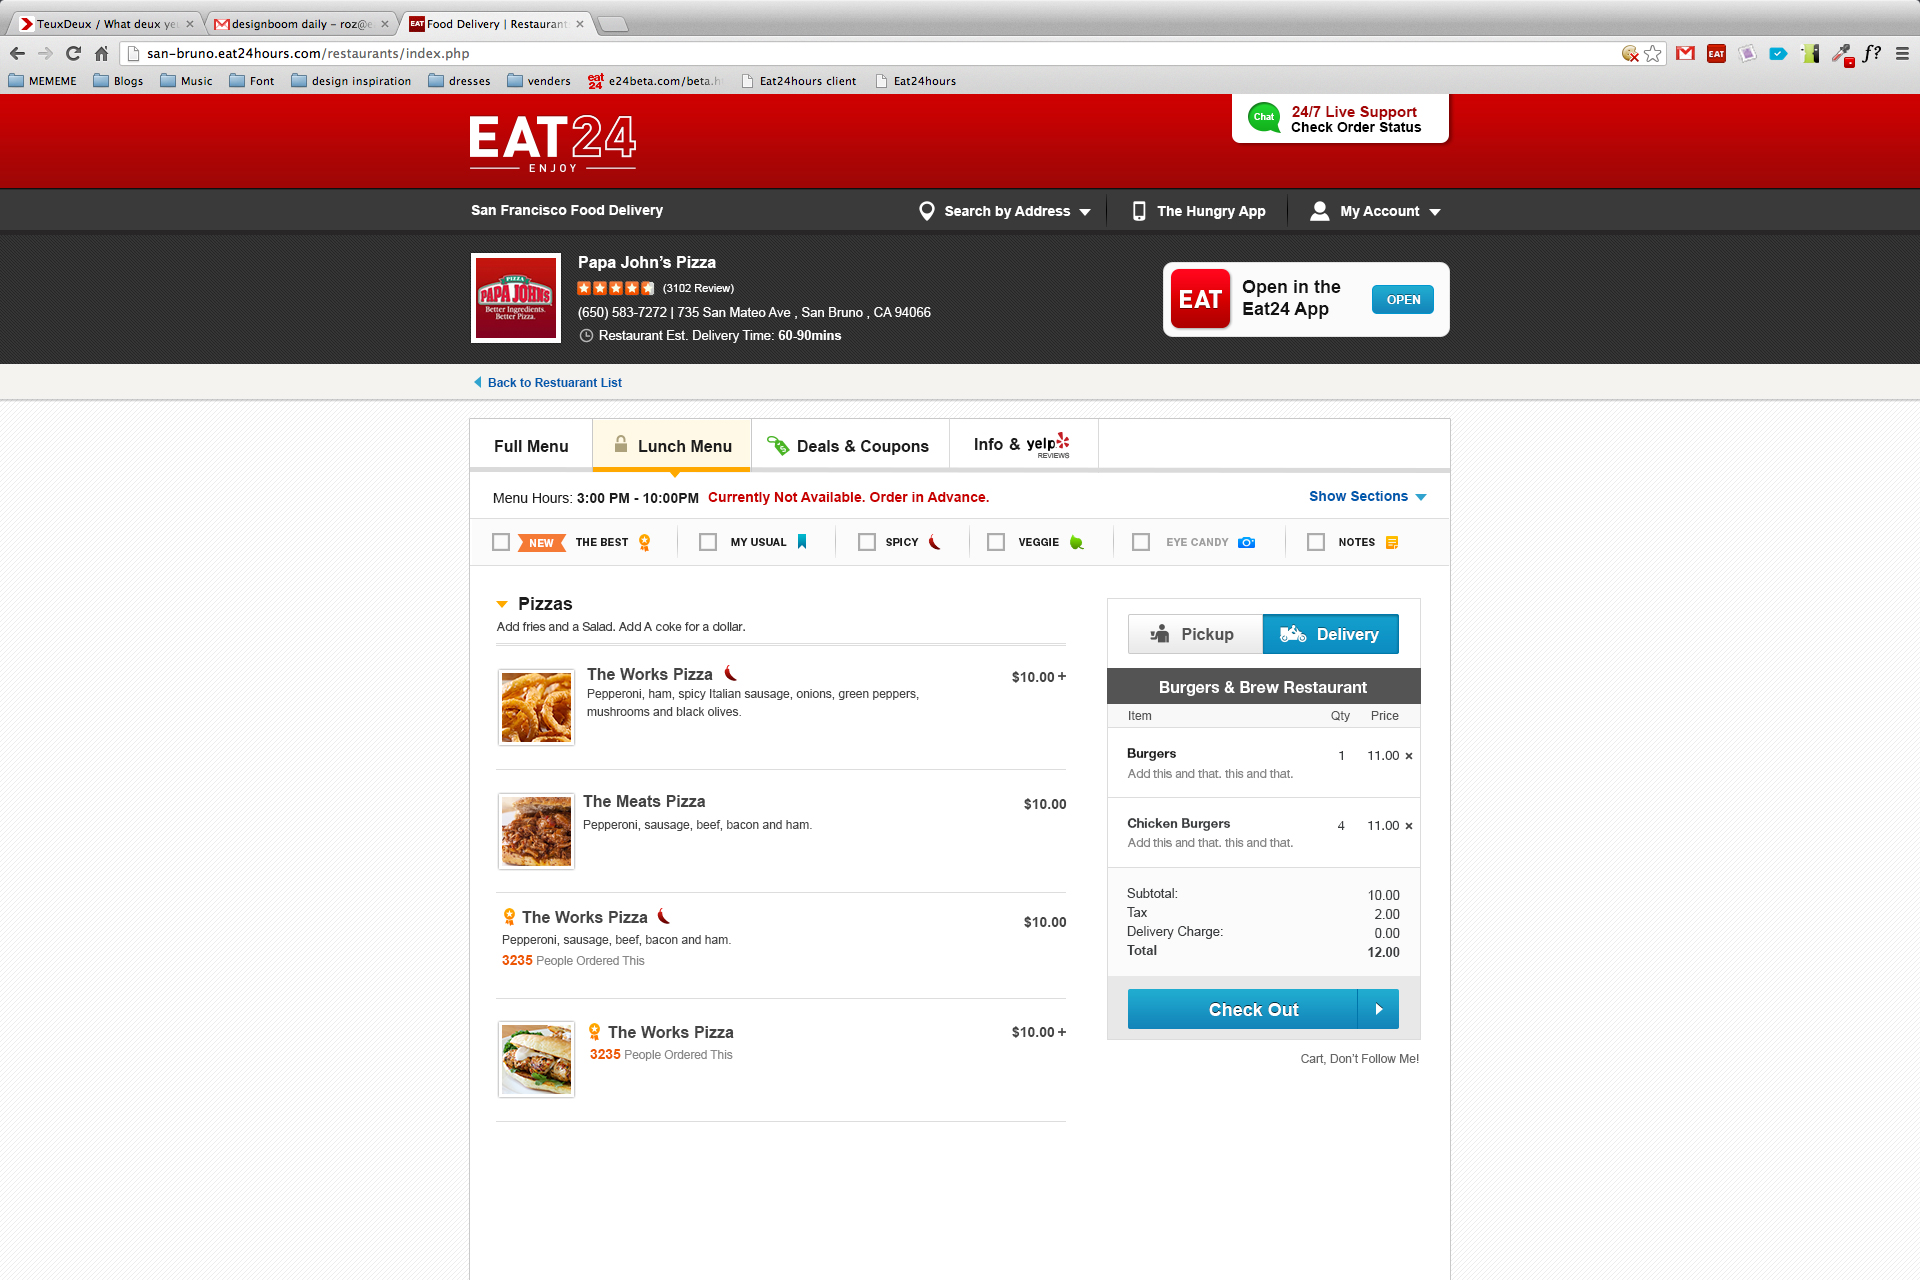 TeuxDeux / What deux ye
designboom daily – roz@e
EAT Food Delivery | Restaurant
san-bruno.eat24hours.com/restaurants/index.php
EAT
f?
MEMEME Blogs Music Font design inspiration dresses venders eat 24 e24beta.com/beta.h Eat24hours client Eat24hours
EAT24
ENJOY
Chat
24/7 Live Support
Check Order Status
San Francisco Food Delivery
Search by Address
The Hungry App
My Account
PIZZA
PAPA JOHNS
Better Ingredients.
Better Pizza.
Papa John’s Pizza
(3102 Review)
(650) 583-7272 | 735 San Mateo Ave , San Bruno , CA 94066
Restaurant Est. Delivery Time: 60-90mins
EAT
Open in the
Eat24 App
OPEN
Back to Restuarant List
Full Menu
Lunch Menu
Deals & Coupons
Info & yelp
REVIEWS
Menu Hours: 3:00 PM - 10:00PM Currently Not Available. Order in Advance.
Show Sections
NEW THE BEST
MY USUAL
SPICY
VEGGIE
EYE CANDY
NOTES
Pizzas
Add fries and a Salad. Add A coke for a dollar.
The Works Pizza
$10.00 +
Pepperoni, ham, spicy Italian sausage, onions, green peppers,
mushrooms and black olives.
The Meats Pizza
$10.00
Pepperoni, sausage, beef, bacon and ham.
The Works Pizza
$10.00
Pepperoni, sausage, beef, bacon and ham.
3235 People Ordered This
The Works Pizza
$10.00 +
3235 People Ordered This
Pickup
Delivery
Burgers & Brew Restaurant
Item Qty Price
Burgers 1 11.00 ×
Add this and that. this and that.
Chicken Burgers 4 11.00 ×
Add this and that. this and that.
Subtotal: 10.00
Tax 2.00
Delivery Charge: 0.00
Total 12.00
Check Out
Cart, Don’t Follow Me!